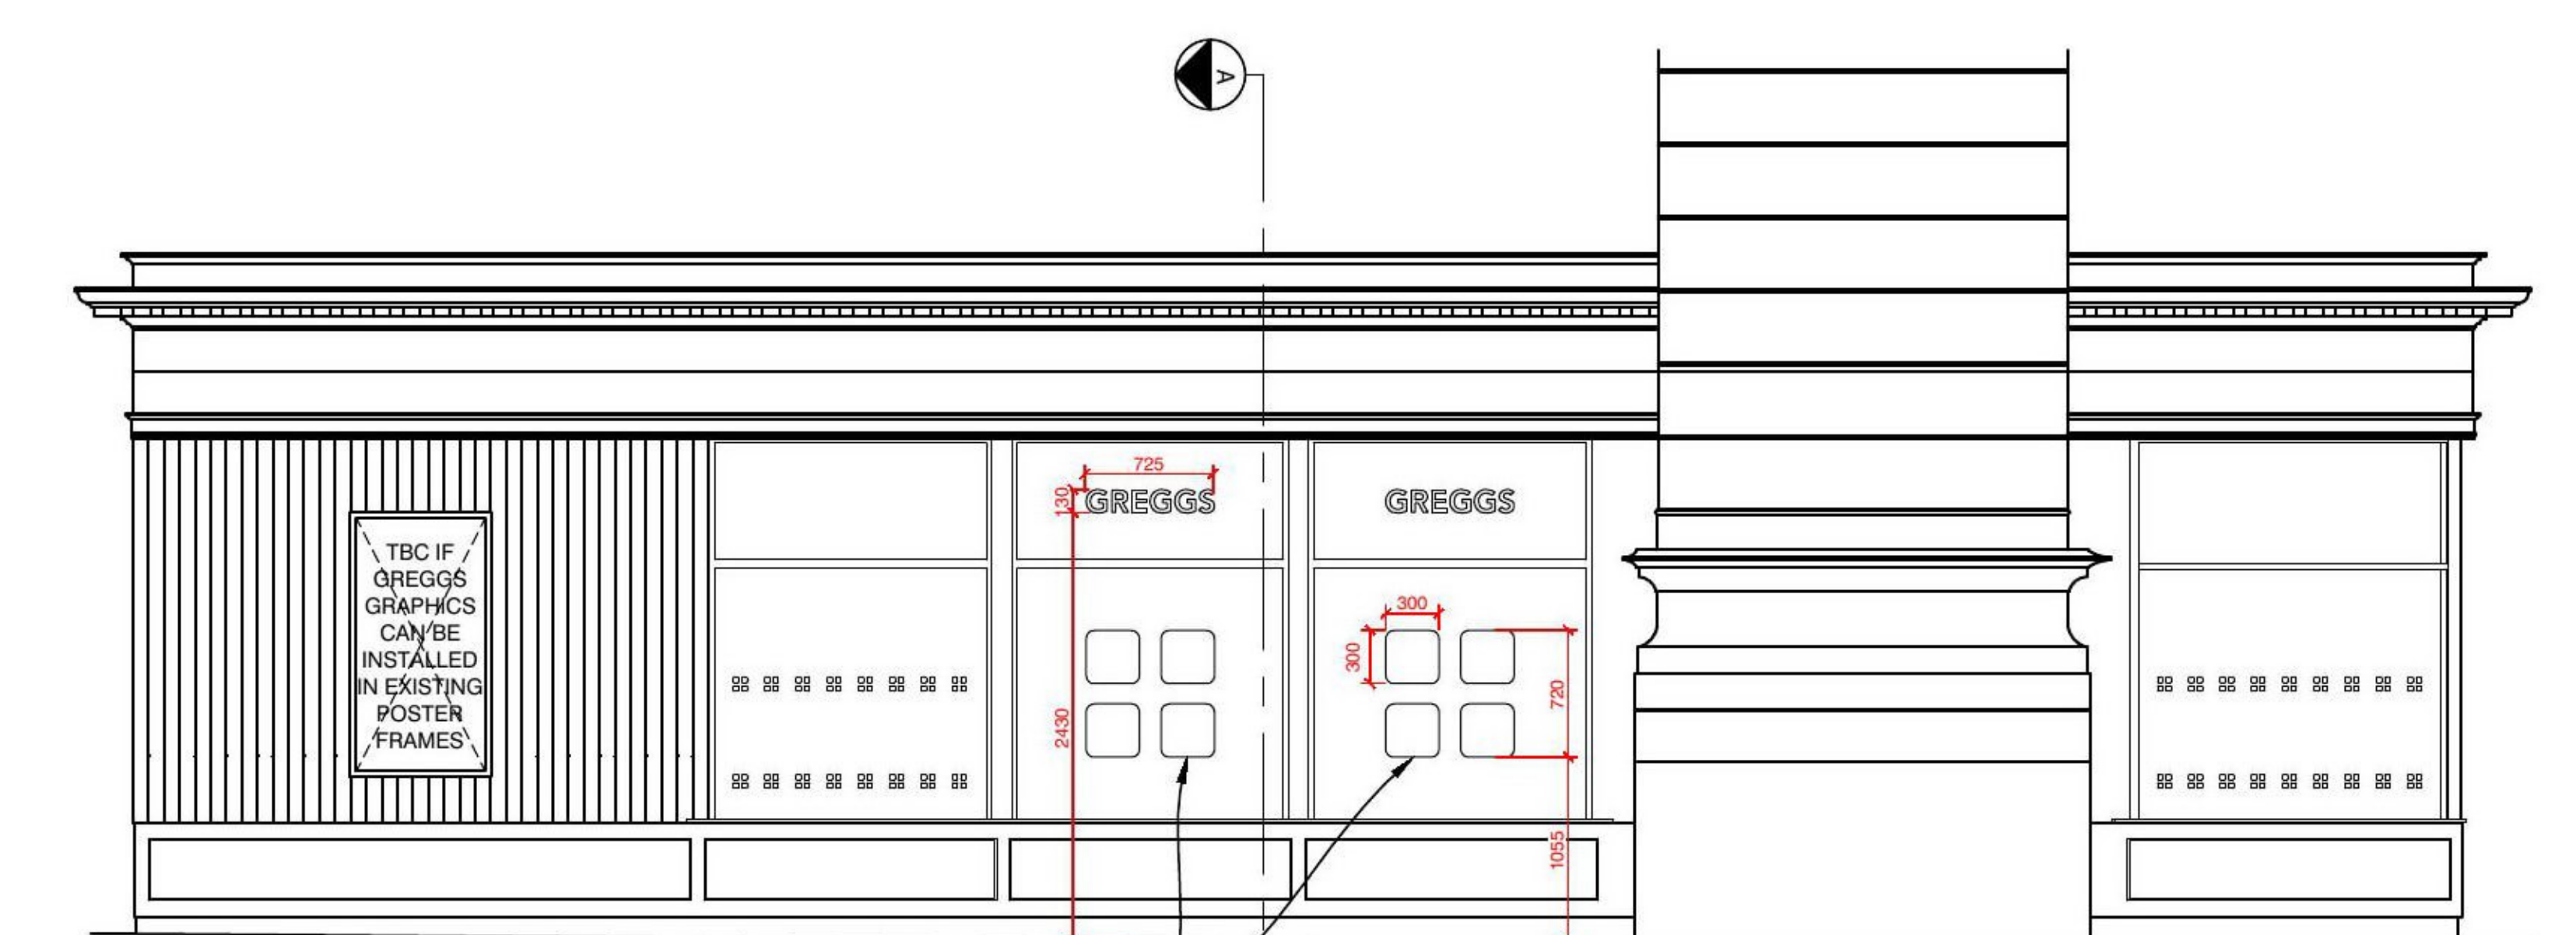 A
725
130
GREGGS
GREGGS
TBC IF
GREGGS
GRAPHICS
CAN BE
INSTALLED
IN EXISTING
POSTER
FRAMES
300
300
720
2430
1055